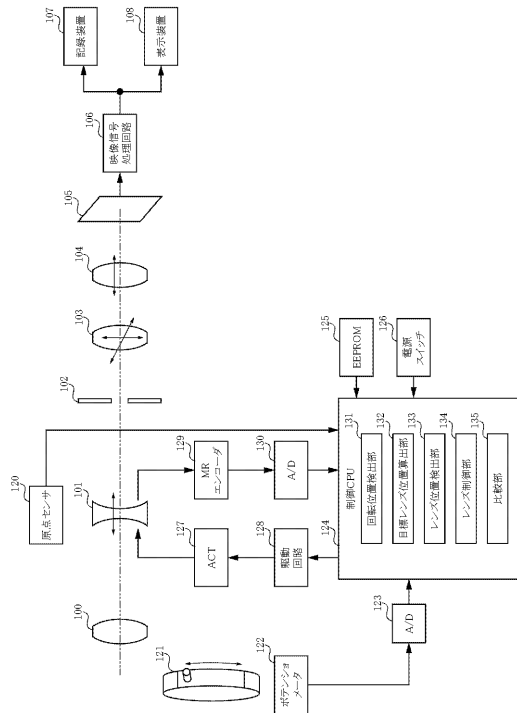 107
記録装置
108
表示装置
106
映像信号
処理回路
105
104
103
102
120
原点センサ
101
100
129
MR
エンコーダ
130
A/D
127
ACT
128
駆動
回路
125
EEPROM
126
電源
スイッチ
124
制御CPU
131
回転位置検出部
132
目標レンズ位置算出部
133
レンズ位置検出部
134
レンズ制御部
135
比較部
121
122
ポテンショ
メータ
123
A/D